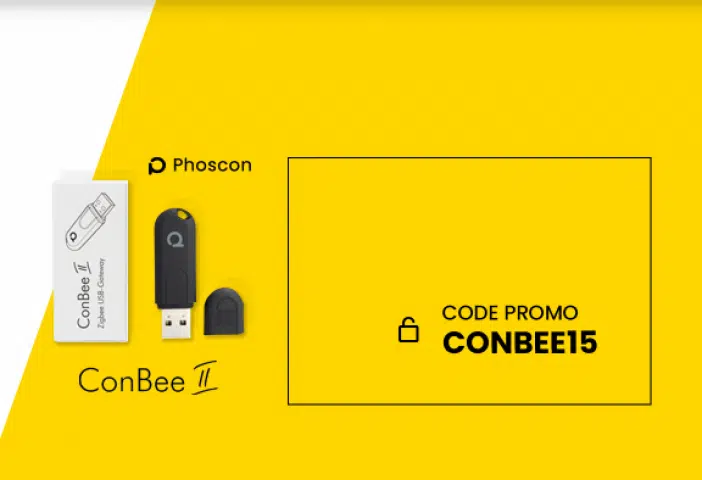 Phoscon
ConBee II
Zigbee USB-Gateway
ConBee II
CODE PROMO
CONBEE15